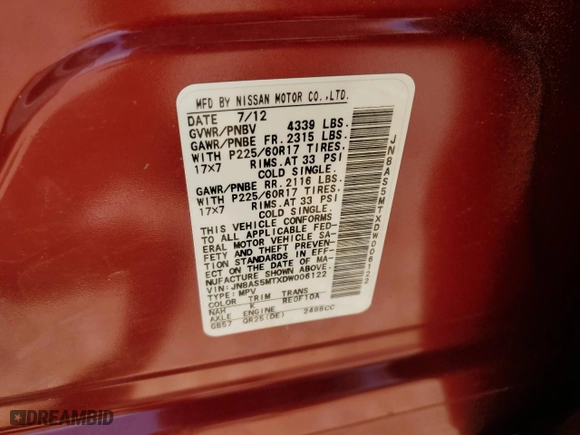 MFD BY NISSAN MOTOR CO.,LTD.
DATE 7/12
GVWR/PNBV 4339 LBS.
GAWR/PNBE FR. 2315 LBS.
WITH P225/60R17 TIRES.
17×7 RIMS.AT 33 PSI
COLD SINGLE.
GAWR/PNBE RR. 2116 LBS.
WITH P225/60R17 TIRES.
17×7 RIMS.AT 33 PSI
COLD SINGLE.
THIS VEHICLE CONFORMS
TO ALL APPLICABLE FED-
ERAL MOTOR VEHICLE SA-
FETY AND THEFT PREVEN-
TION STANDARDS IN EFF-
ECT ON THE DATE OF MA-
NUFACTURE SHOWN ABOVE.
VIN: JN8AS5MTXDW006122
TYPE: MPV
COLOR TRIM TRANS
NAH K RE0F10A
AXLE ENGINE
GB57 QR25(DE) 2488CC
JN8AS5MTXDW006122
DREAMBID